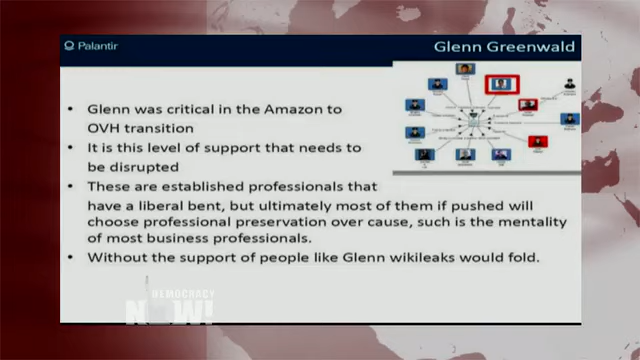 Palantir
Glenn Greenwald
• Glenn was critical in the Amazon to
OVH transition
• It is this level of support that needs to
be disrupted
• These are established professionals that
have a liberal bent, but ultimately most of them if pushed will
choose professional preservation over cause, such is the mentality
of most business professionals.
• Without the support of people like Glenn wikileaks would fold.
DEMOCRACY
NOW!